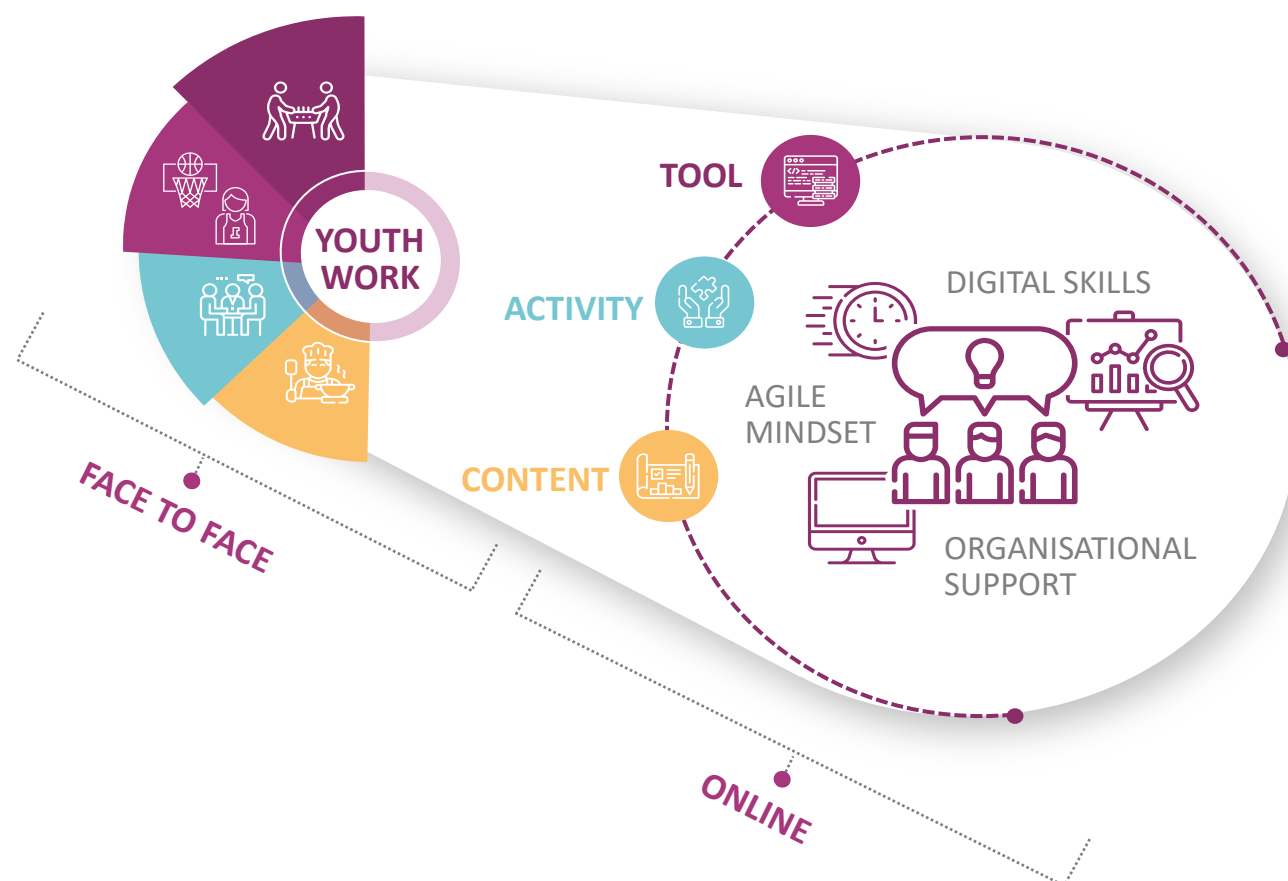 YOUTH
WORK
TOOL
ACTIVITY
CONTENT
DIGITAL SKILLS
AGILE
MINDSET
ORGANISATIONAL
SUPPORT
FACE TO FACE
ONLINE